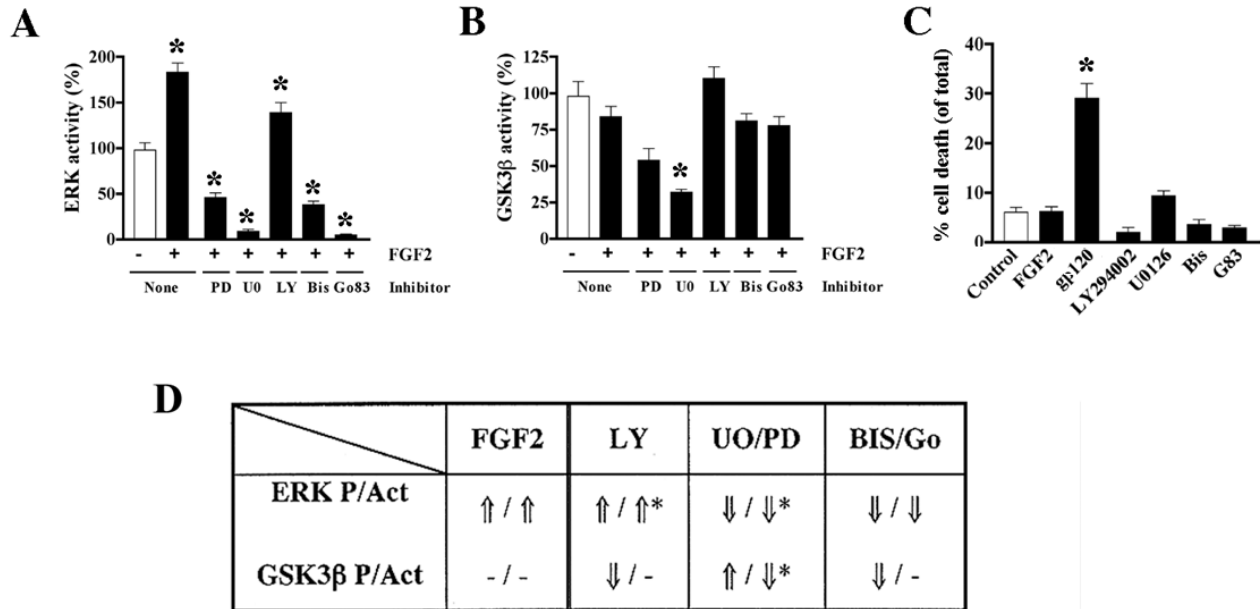 A
ERK activity (%)
200
150
100
50
0
* * * * * *
- + + + + + + FGF2
None PD U0 LY Bis Go83 Inhibitor
B
GSK3β activity (%)
125
100
75
50
25
0
*
- + + + + + + FGF2
None PD U0 LY Bis Go83 Inhibitor
C
% cell death (of total)
40
30
20
10
0
*
Control FGF2 gp120 LY294002 U0126 Bis G83
D
FGF2 LY UO/PD BIS/Go
ERK P/Act ⇑ / ⇑ ⇑ / ⇑* ⇓ / ⇓* ⇓ / ⇓
GSK3β P/Act - / - ⇓ / - ⇑ / ⇓* ⇓ / -